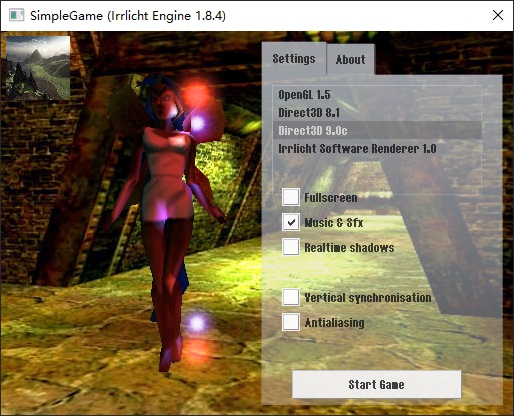 SimpleGame (Irrlicht Engine 1.8.4)
Settings
About
OpenGL 1.5
Direct3D 8.1
Direct3D 9.0c
Irrlicht Software Renderer 1.0
Fullscreen
Music & Sfx
Realtime shadows
Vertical synchronisation
Antialiasing
Start Game